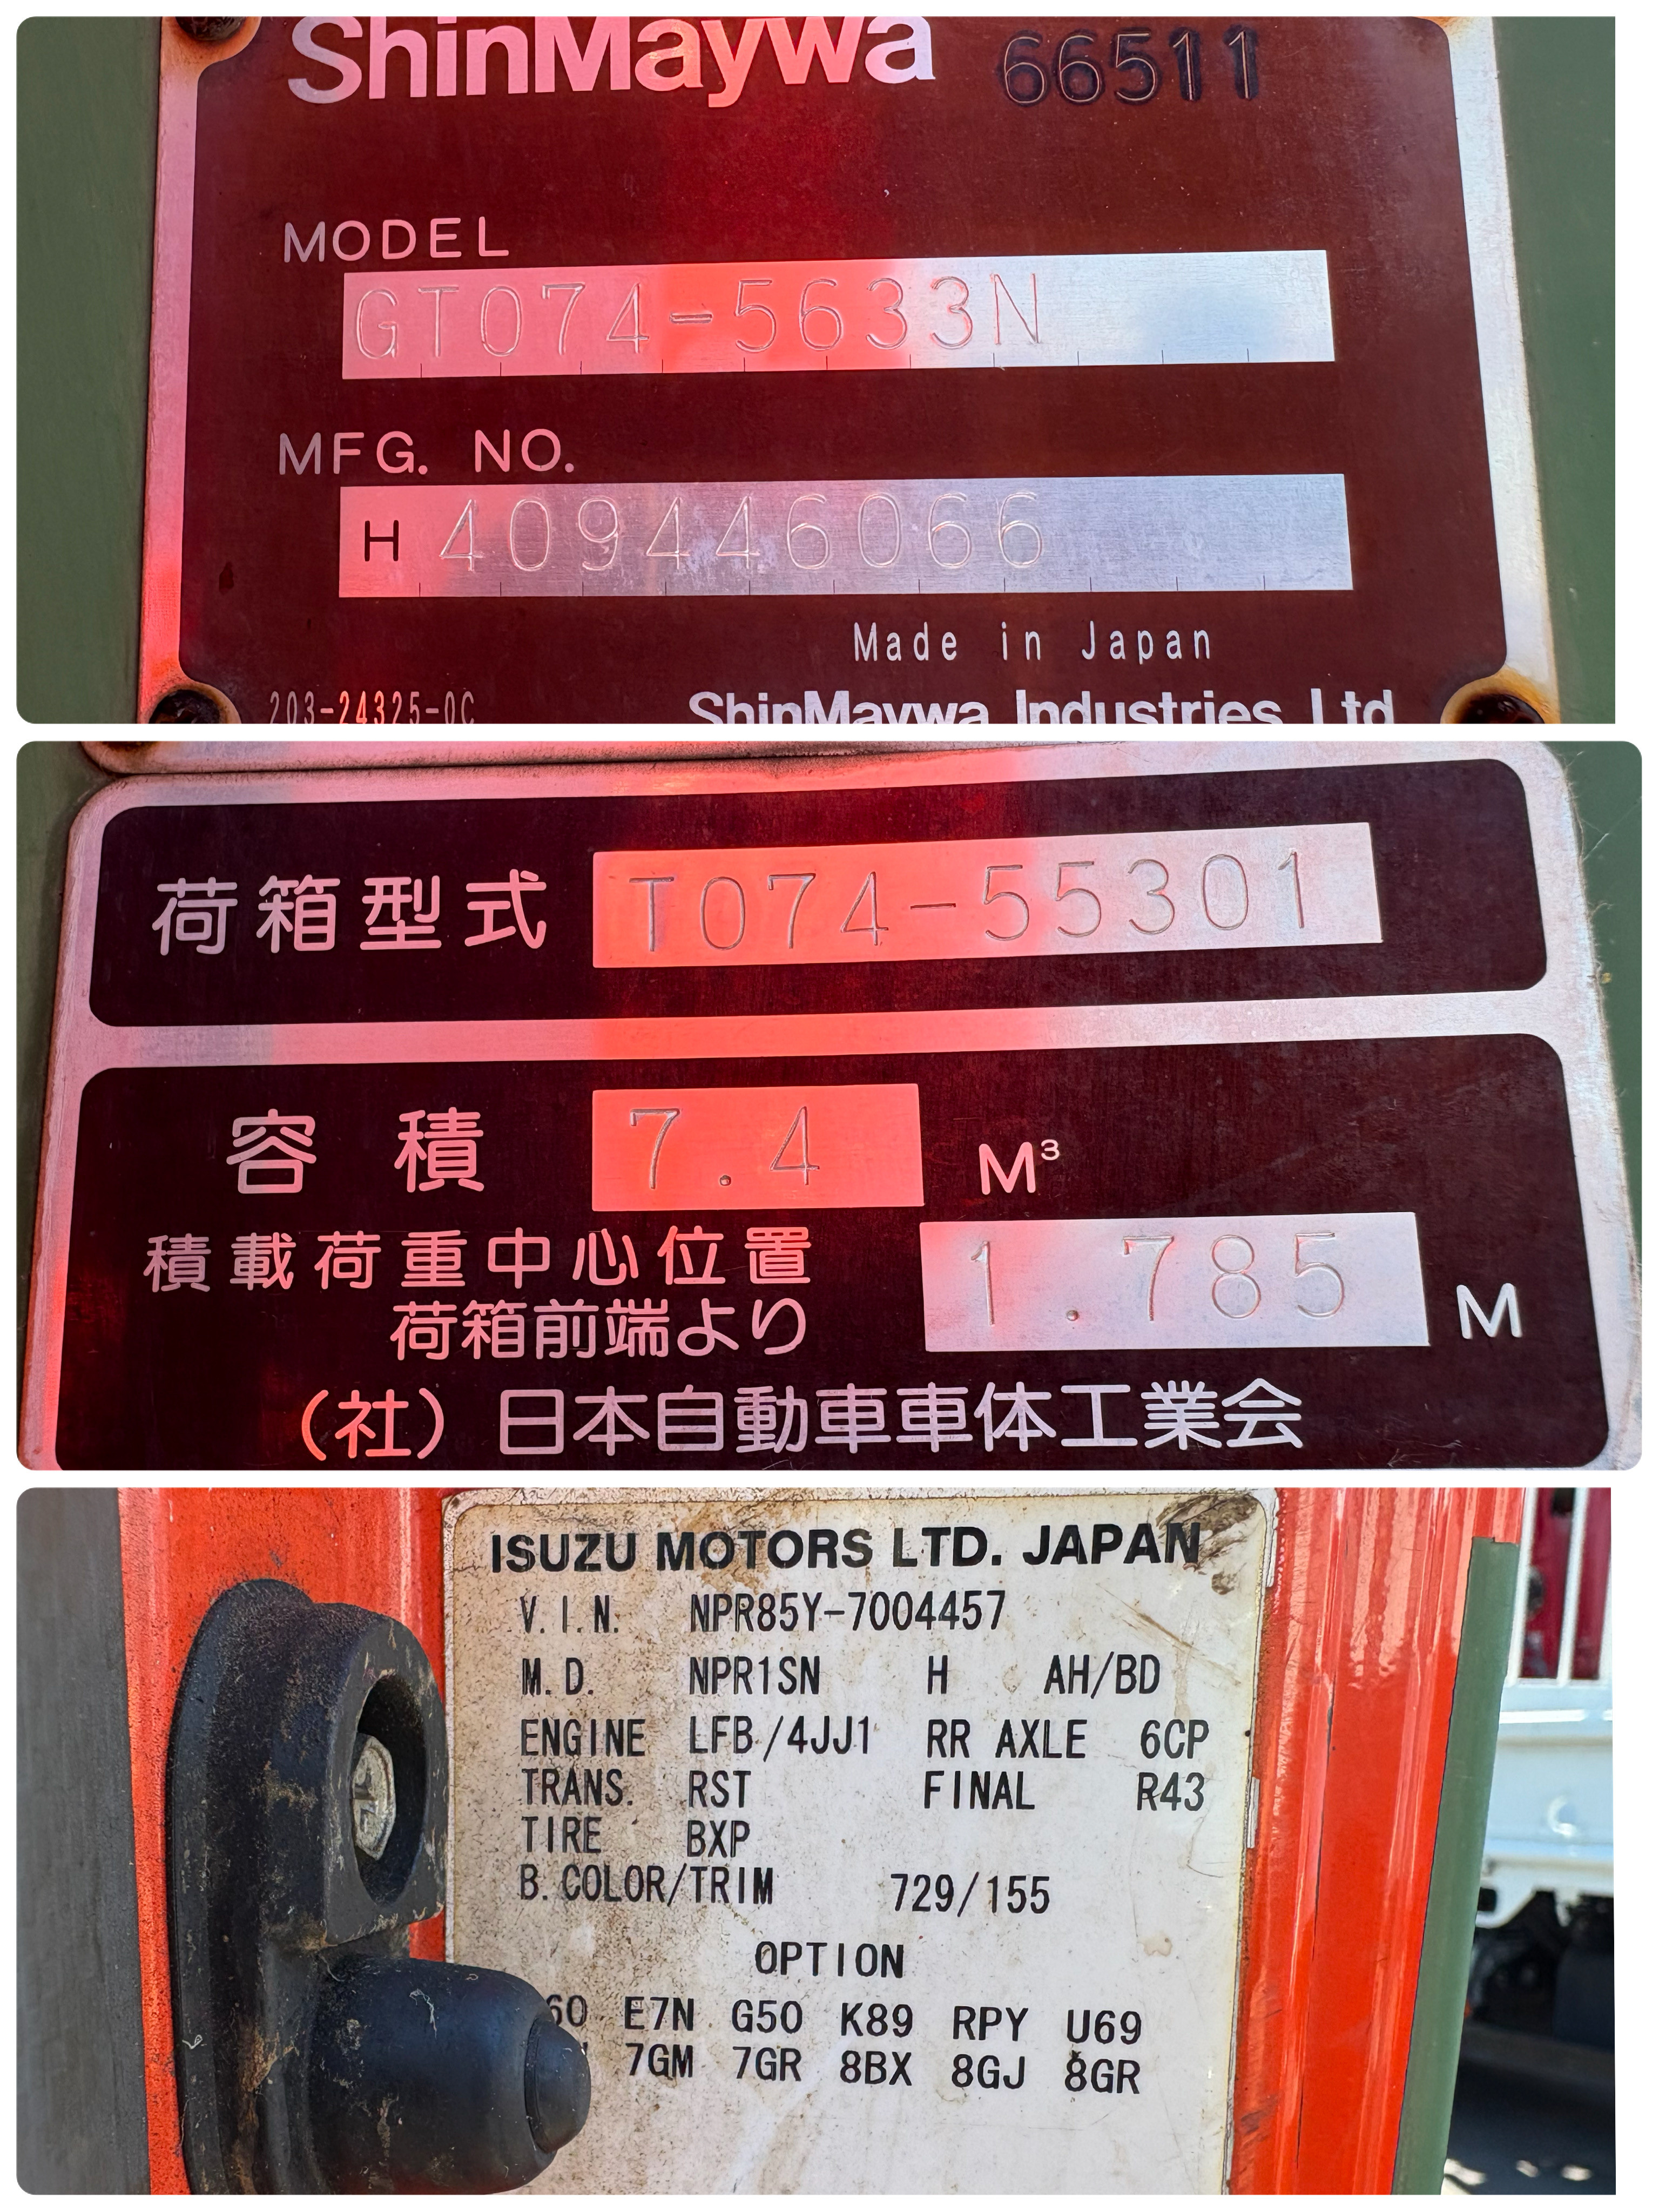 ShinMaywa 66511
MODEL
GT074-5633N
MFG. NO.
H 409446066
Made in Japan
203-24325-0C ShinMaywa Industries, Ltd.
荷箱型式 T074-55301
容積 7.4 M³
積載荷重中心位置
荷箱前端より 1.785 M
(社)日本自動車車体工業会
ISUZU MOTORS LTD. JAPAN
V.I.N. NPR85Y-7004457
M.D. NPR1SN H AH/BD
ENGINE LFB/4JJ1 RR AXLE 6CP
TRANS. RST FINAL R43
TIRE BXP
B.COLOR/TRIM 729/155
OPTION
E7N G50 K89 RPY U69
7GM 7GR 8BX 8GJ 8GR